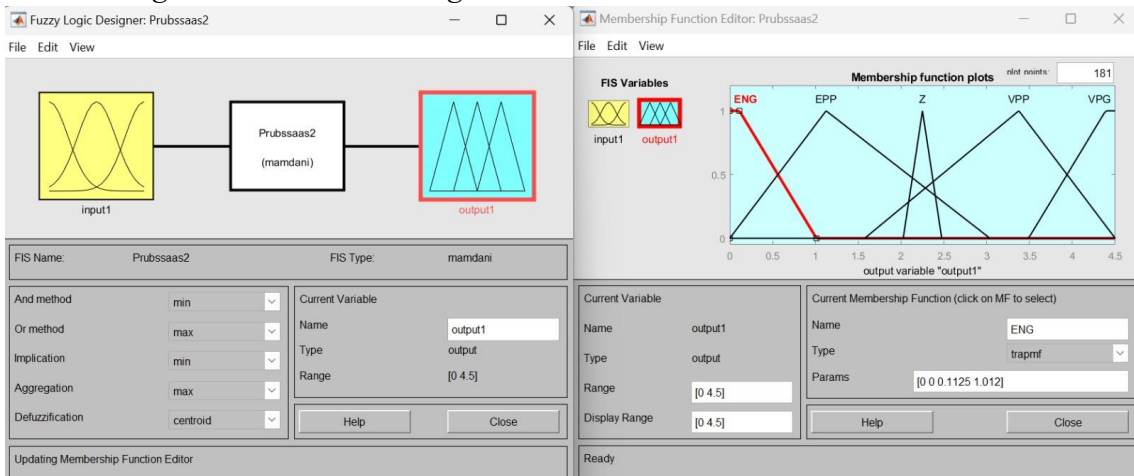 Fuzzy Logic Designer: Prubssaas2
File Edit View
Prubssaas2
(mamdani)
input1
output1
FIS Name: Prubssaas2 FIS Type: mamdani
And method min
Or method max
Implication min
Aggregation max
Defuzzification centroid
Current Variable
Name output1
Type output
Range [0 4.5]
Help Close
Updating Membership Function Editor
Membership Function Editor: Prubssaas2
File Edit View
FIS Variables
input1 output1
Membership function plots plot points: 181
ENG EPP Z VPP VPG
1
0.5
0
0 0.5 1 1.5 2 2.5 3 3.5 4 4.5
output variable "output1"
Current Variable
Name output1
Type output
Range [0 4.5]
Display Range [0 4.5]
Current Membership Function (click on MF to select)
Name ENG
Type trapmf
Params [0 0 0.1125 1.012]
Help Close
Ready